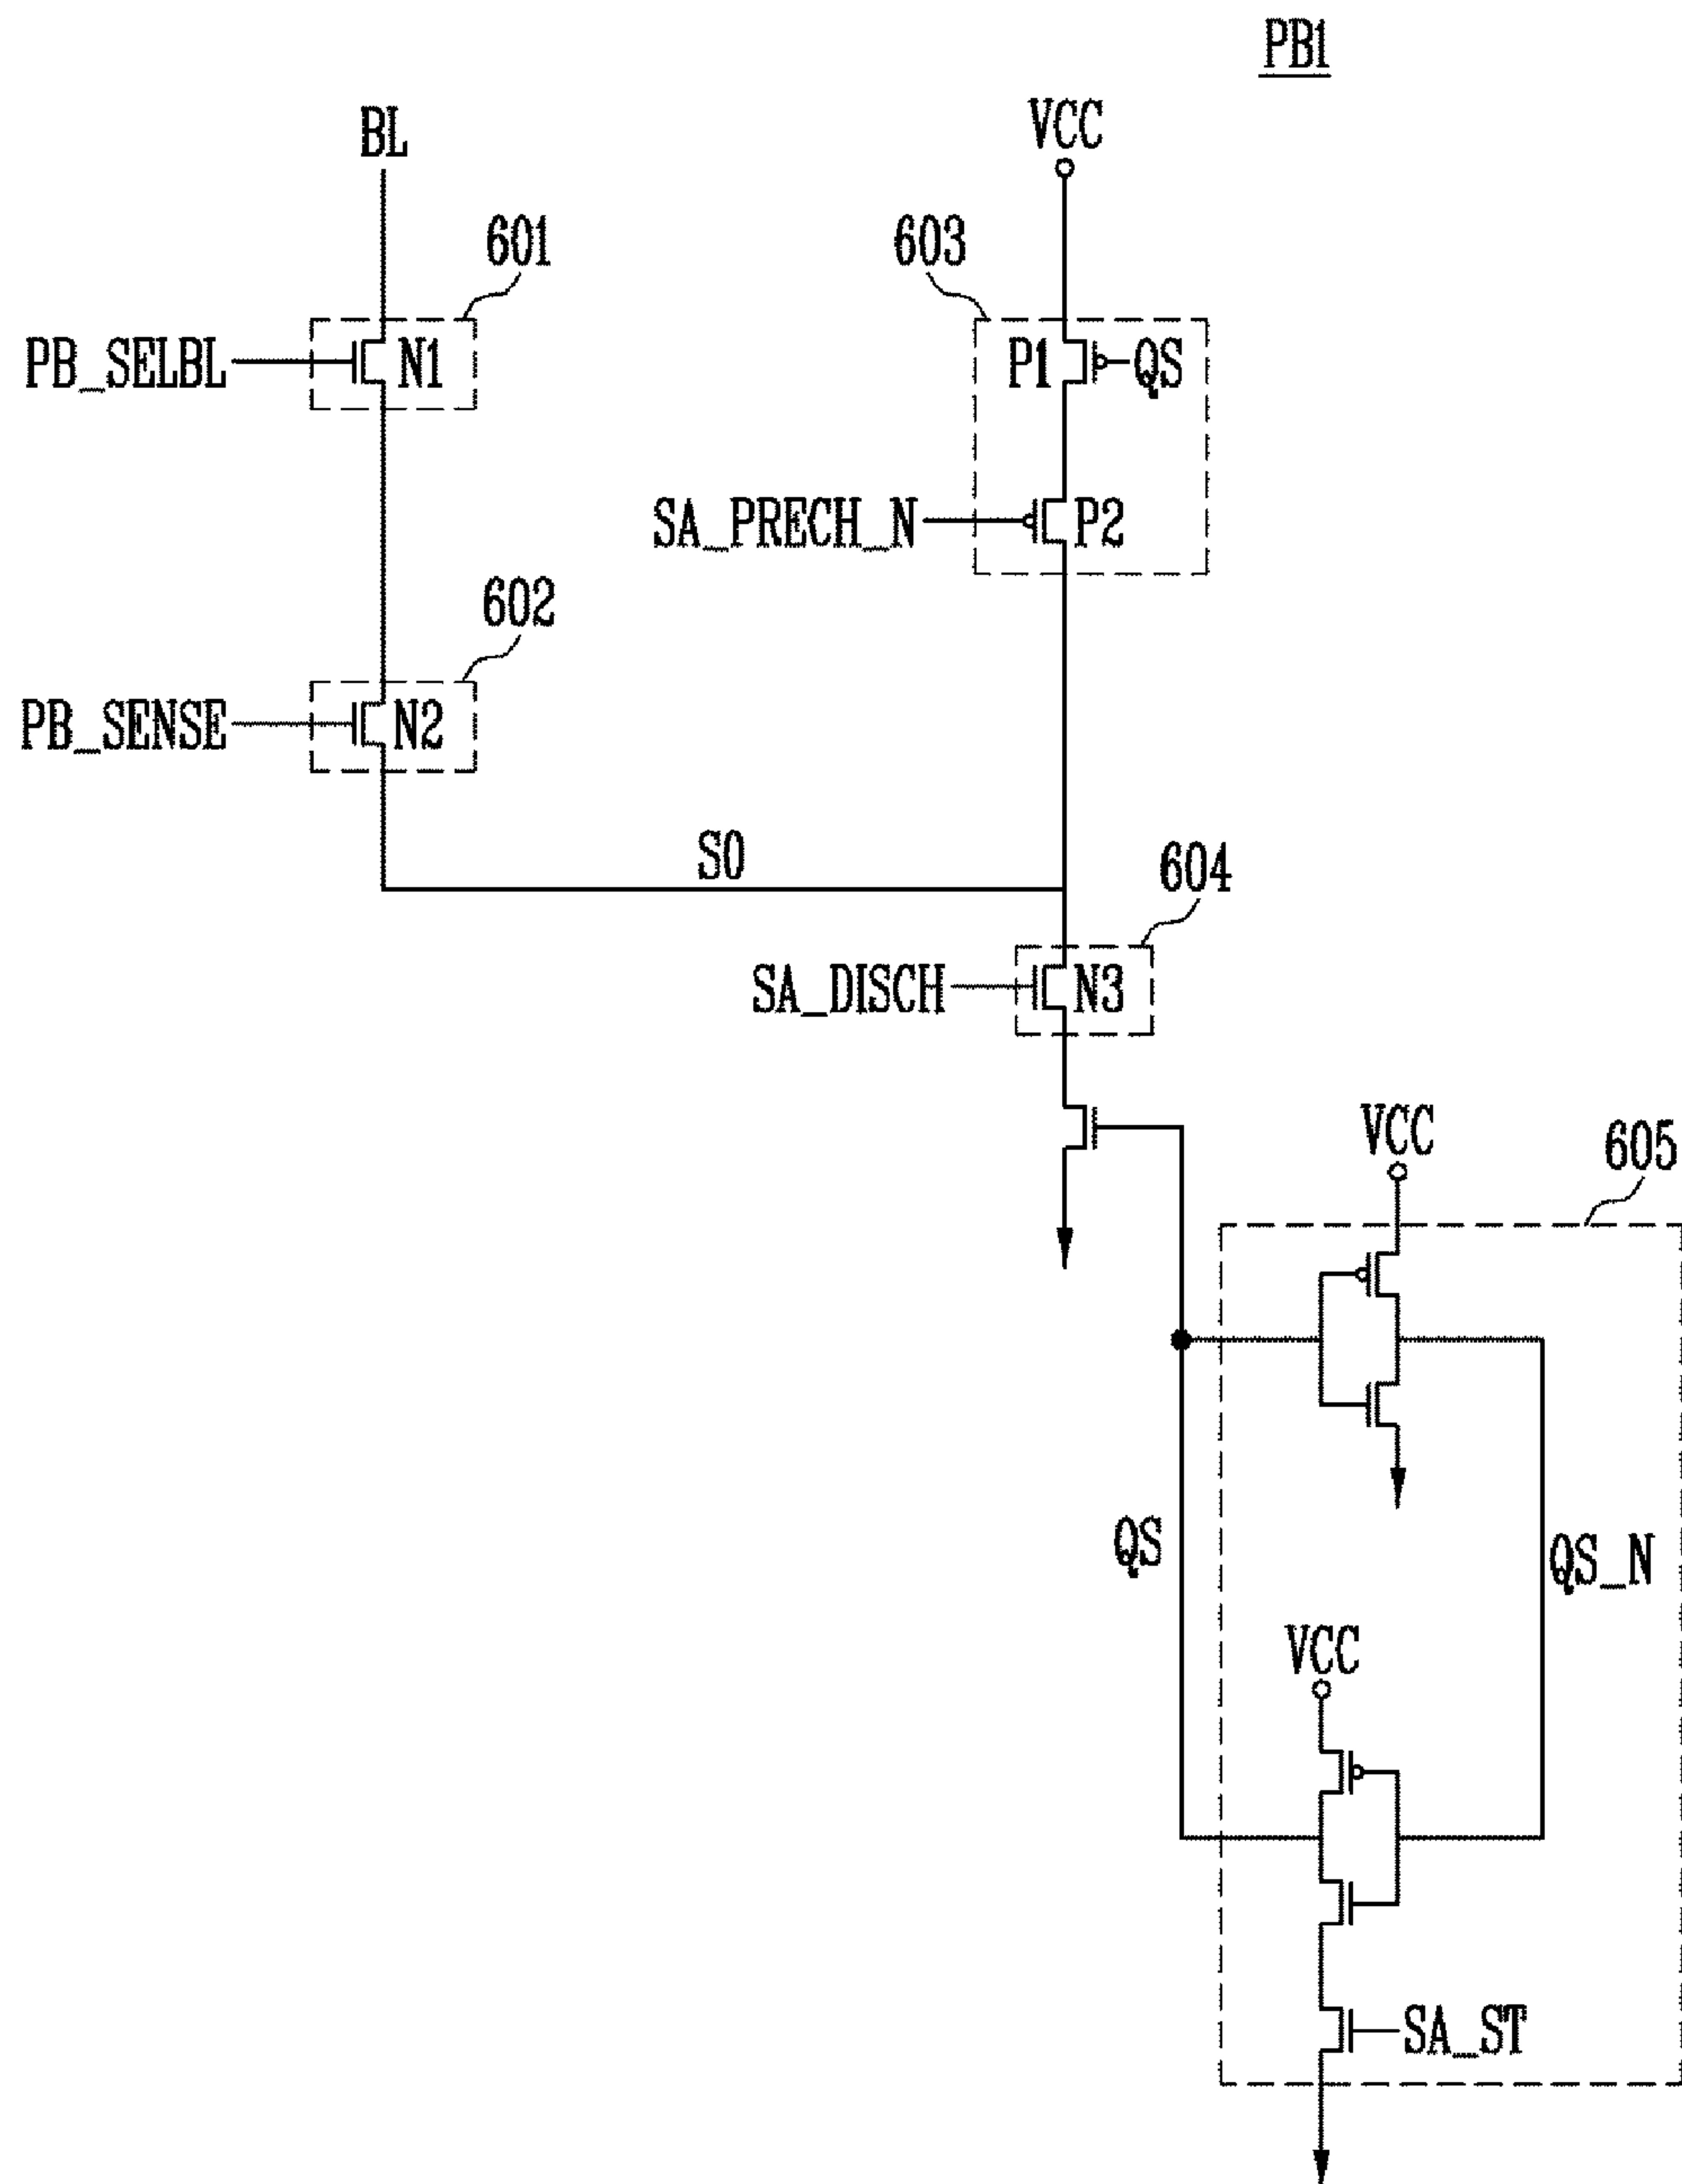 PB1
BL
VCC
601
603
PB_SELBL
N1
P1
QS
SA_PRECH_N
P2
602
PB_SENSE
N2
SO
604
SA_DISCH
N3
VCC
605
QS
QS_N
VCC
SA_ST